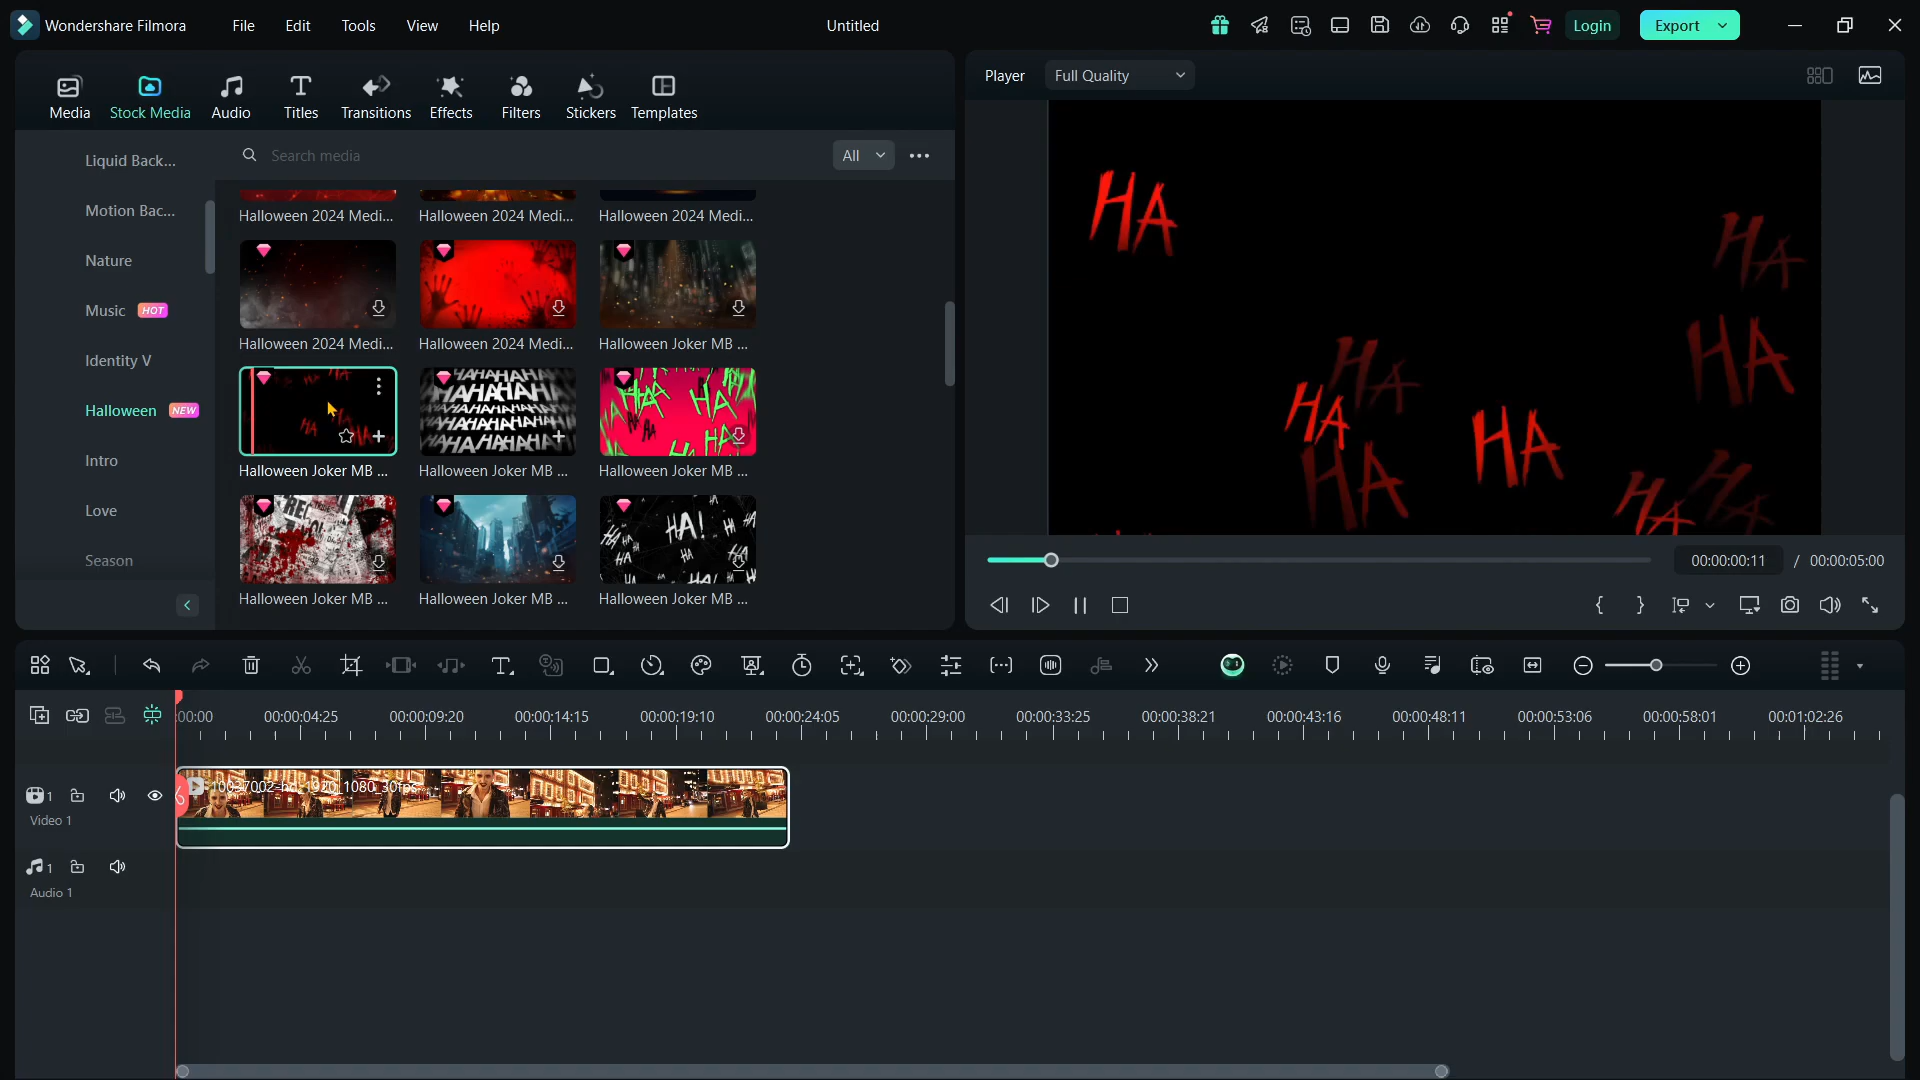 Wondershare Filmora
File
Edit
Tools
View
Help
Untitled
Login
Export
Media
Stock Media
Audio
Titles
Transitions
Effects
Filters
Stickers
Templates
Player
Full Quality
Liquid Back...
Motion Bac...
Nature
Music HOT
Identity V
Halloween NEW
Intro
Love
Season
Search media
All
Halloween 2024 Medi...
Halloween 2024 Medi...
Halloween 2024 Medi...
Halloween 2024 Medi...
Halloween 2024 Medi...
Halloween Joker MB ...
Halloween Joker MB ...
Halloween Joker MB ...
Halloween Joker MB ...
Halloween Joker MB ...
Halloween Joker MB ...
Halloween Joker MB ...
HA
HA
HA
HA
HA
HA
HA
HA
HA
00:00:00:11 / 00:00:05:00
:00:00
00:00:04:25
00:00:09:20
00:00:14:15
00:00:19:10
00:00:24:05
00:00:29:00
00:00:33:25
00:00:38:21
00:00:43:16
00:00:48:11
00:00:53:06
00:00:58:01
00:01:02:26
10037002-hd_1920_1080_30fps
1
Video 1
1
Audio 1